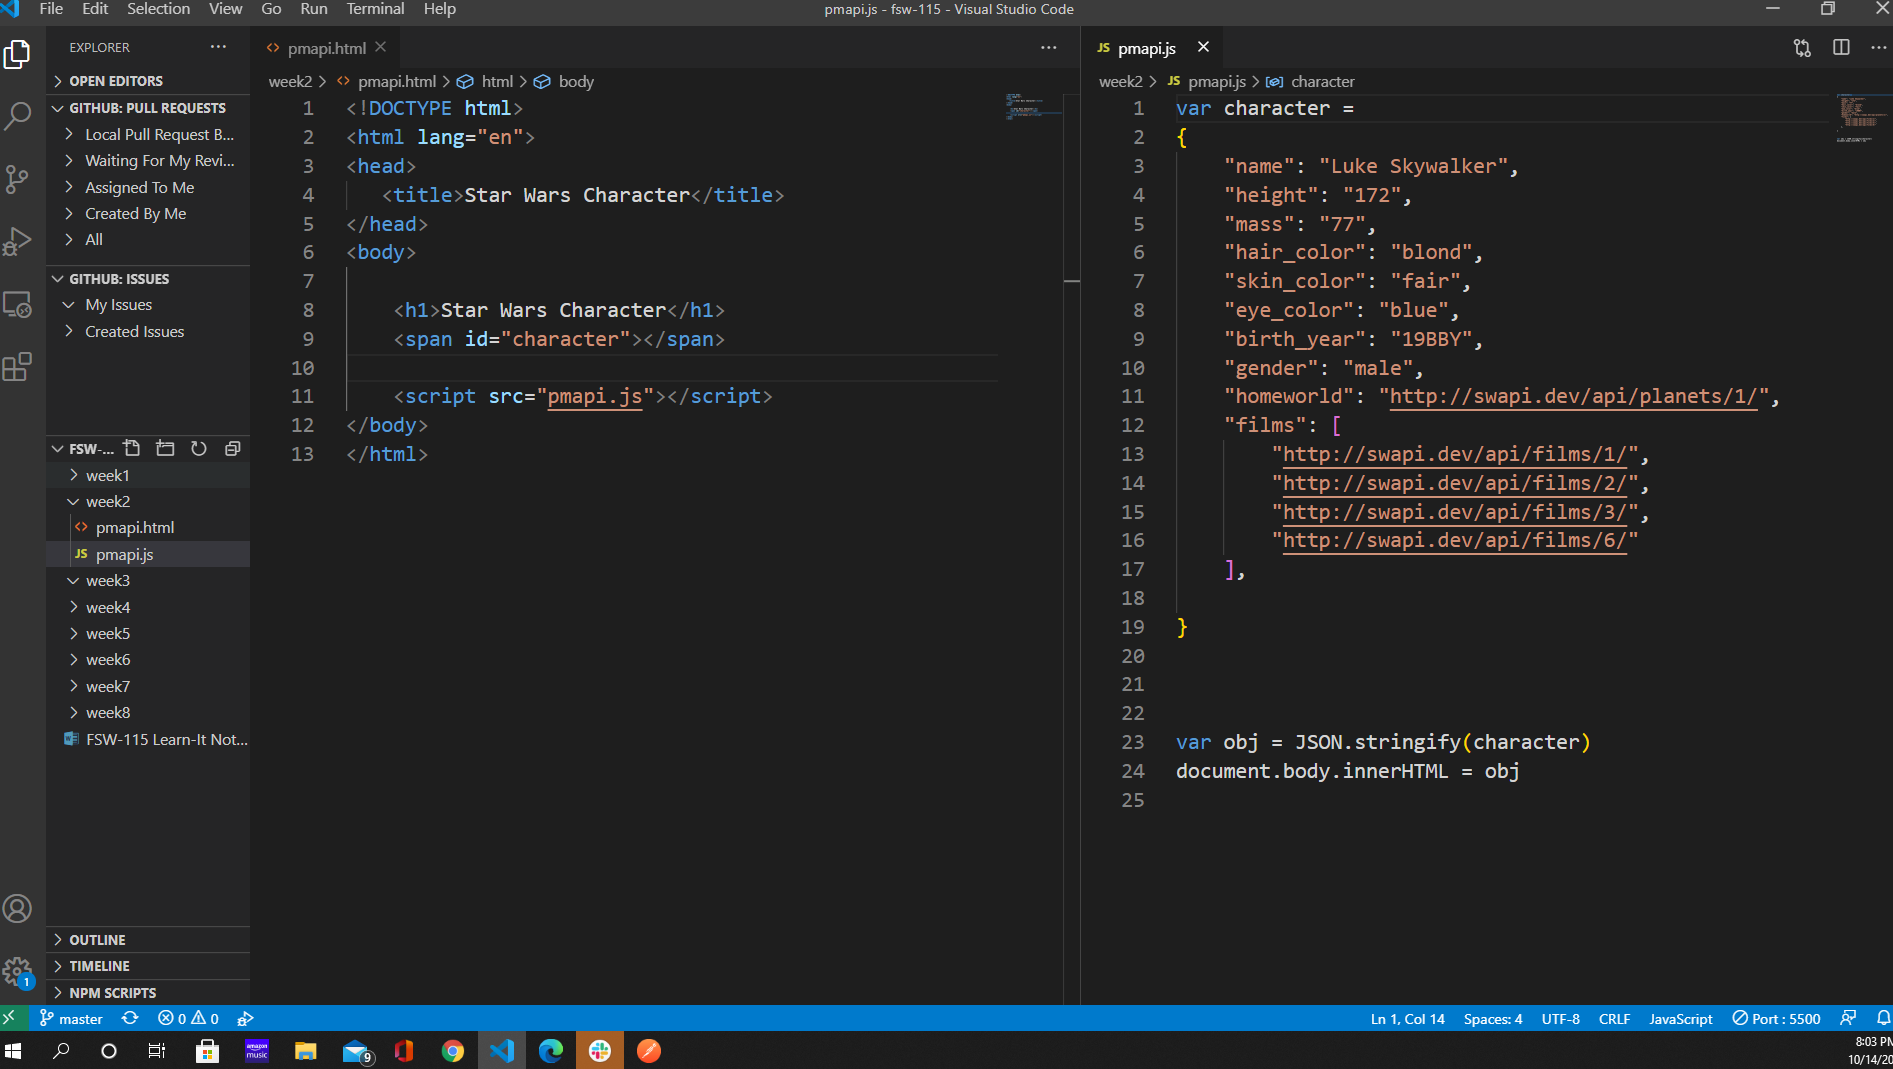 File Edit Selection View Go Run Terminal Help
pmapi.js - fsw-115 - Visual Studio Code
EXPLORER
OPEN EDITORS
GITHUB: PULL REQUESTS
Local Pull Request B...
Waiting For My Revi...
Assigned To Me
Created By Me
All
GITHUB: ISSUES
My Issues
Created Issues
FSW-...
week1
week2
pmapi.html
JS pmapi.js
week3
week4
week5
week6
week7
week8
FSW-115 Learn-It Not...
OUTLINE
TIMELINE
NPM SCRIPTS
1
pmapi.html
week2 > pmapi.html > html > body
1 <!DOCTYPE html>
2 <html lang="en">
3 <head>
4 <title>Star Wars Character</title>
5 </head>
6 <body>
7
8 <h1>Star Wars Character</h1>
9 <span id="character"></span>
10
11 <script src="pmapi.js"></script>
12 </body>
13 </html>
JS pmapi.js
week2 > JS pmapi.js > character
1 var character =
2 {
3 "name": "Luke Skywalker",
4 "height": "172",
5 "mass": "77",
6 "hair_color": "blond",
7 "skin_color": "fair",
8 "eye_color": "blue",
9 "birth_year": "19BBY",
10 "gender": "male",
11 "homeworld": "http://swapi.dev/api/planets/1/",
12 "films": [
13 "http://swapi.dev/api/films/1/",
14 "http://swapi.dev/api/films/2/",
15 "http://swapi.dev/api/films/3/",
16 "http://swapi.dev/api/films/6/"
17 ],
18
19 }
20
21
22
23 var obj = JSON.stringify(character)
24 document.body.innerHTML = obj
25
master 0 0
Ln 1, Col 14 Spaces: 4 UTF-8 CRLF JavaScript Port : 5500
amazon music
9
8:03 PM
10/14/20